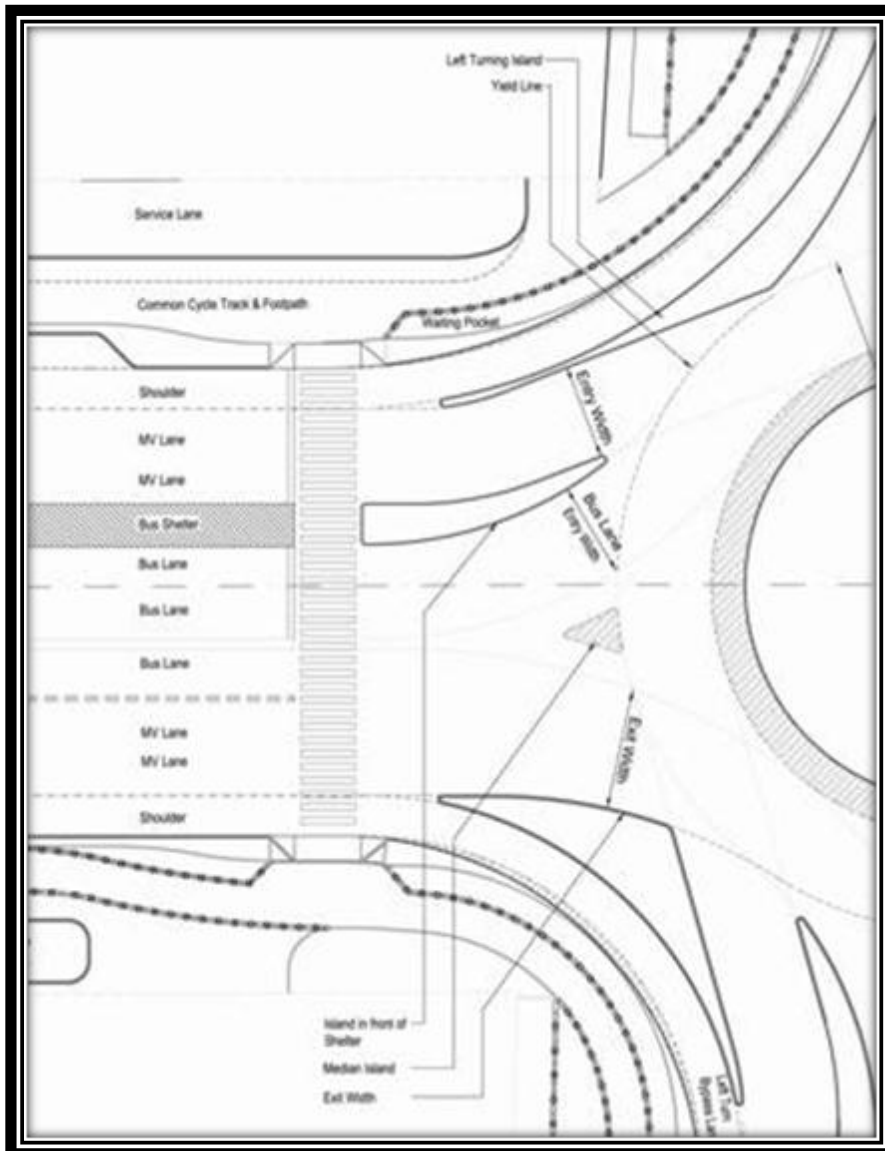 Left Turning Island
Yield Line
Service Lane
Common Cycle Track & Footpath
Waiting Pocket
Shoulder
MV Lane
MV Lane
Bus Shelter
Bus Lane
Bus Lane
Bus Lane
MV Lane
MV Lane
Shoulder
Entry Width
Bus Lane
Entry Width
Exit Width
Island in front of
Shelter
Median Island
Exit Width
Left Turn
Bypass Lane